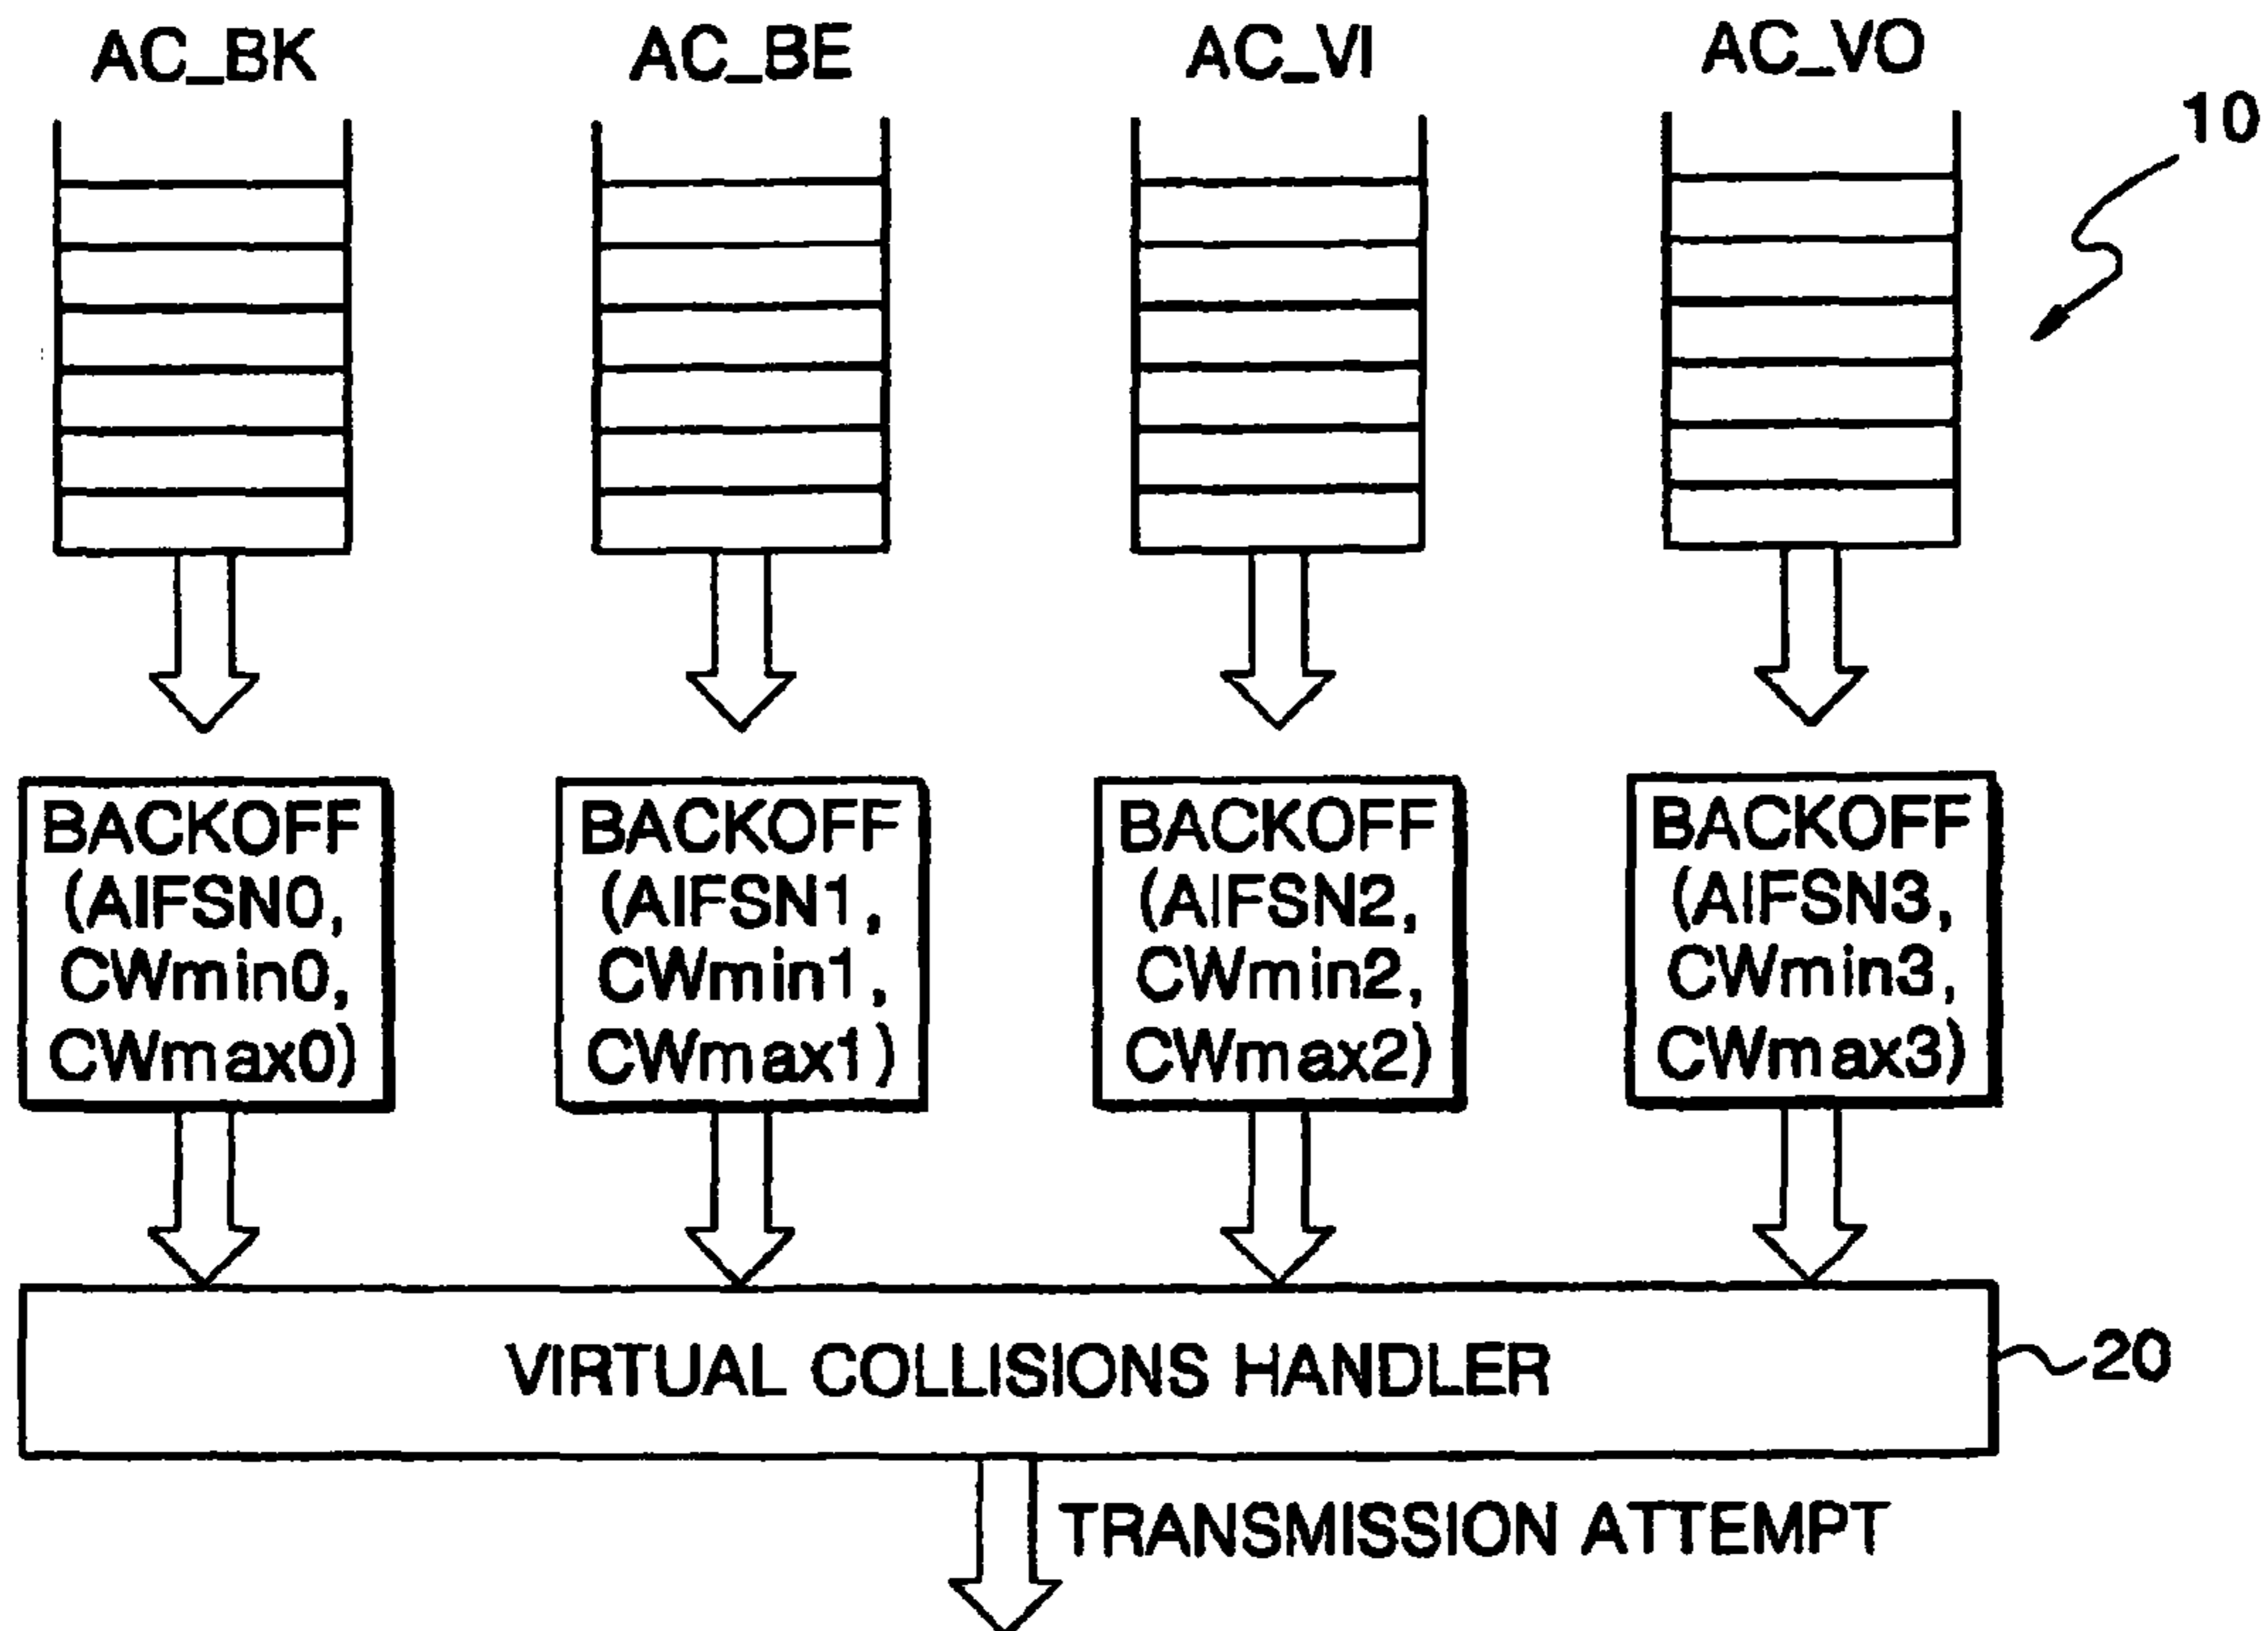 AC_BK AC_BE AC_VI AC_VO
10
BACKOFF
(AIFSN0,
CWmin0,
CWmax0)
BACKOFF
(AIFSN1,
CWmin1,
CWmax1)
BACKOFF
(AIFSN2,
CWmin2,
CWmax2)
BACKOFF
(AIFSN3,
CWmin3,
CWmax3)
VIRTUAL COLLISIONS HANDLER
20
TRANSMISSION ATTEMPT